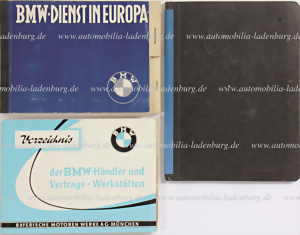 BMW-DIENST IN EUROPA
www.automobilia-ladenburg.de www.automobilia-ladenburg.de
BMW
www.automobilia-ladenburg.de www.automobilia-ladenburg.de
Verzeichnis
BMW
der BMW-Händler und
Vertrags-Werkstätten
www.automobilia-ladenburg.de www.automobilia-ladenburg.de
BAYERISCHE MOTOREN WERKE AG MÜNCHEN